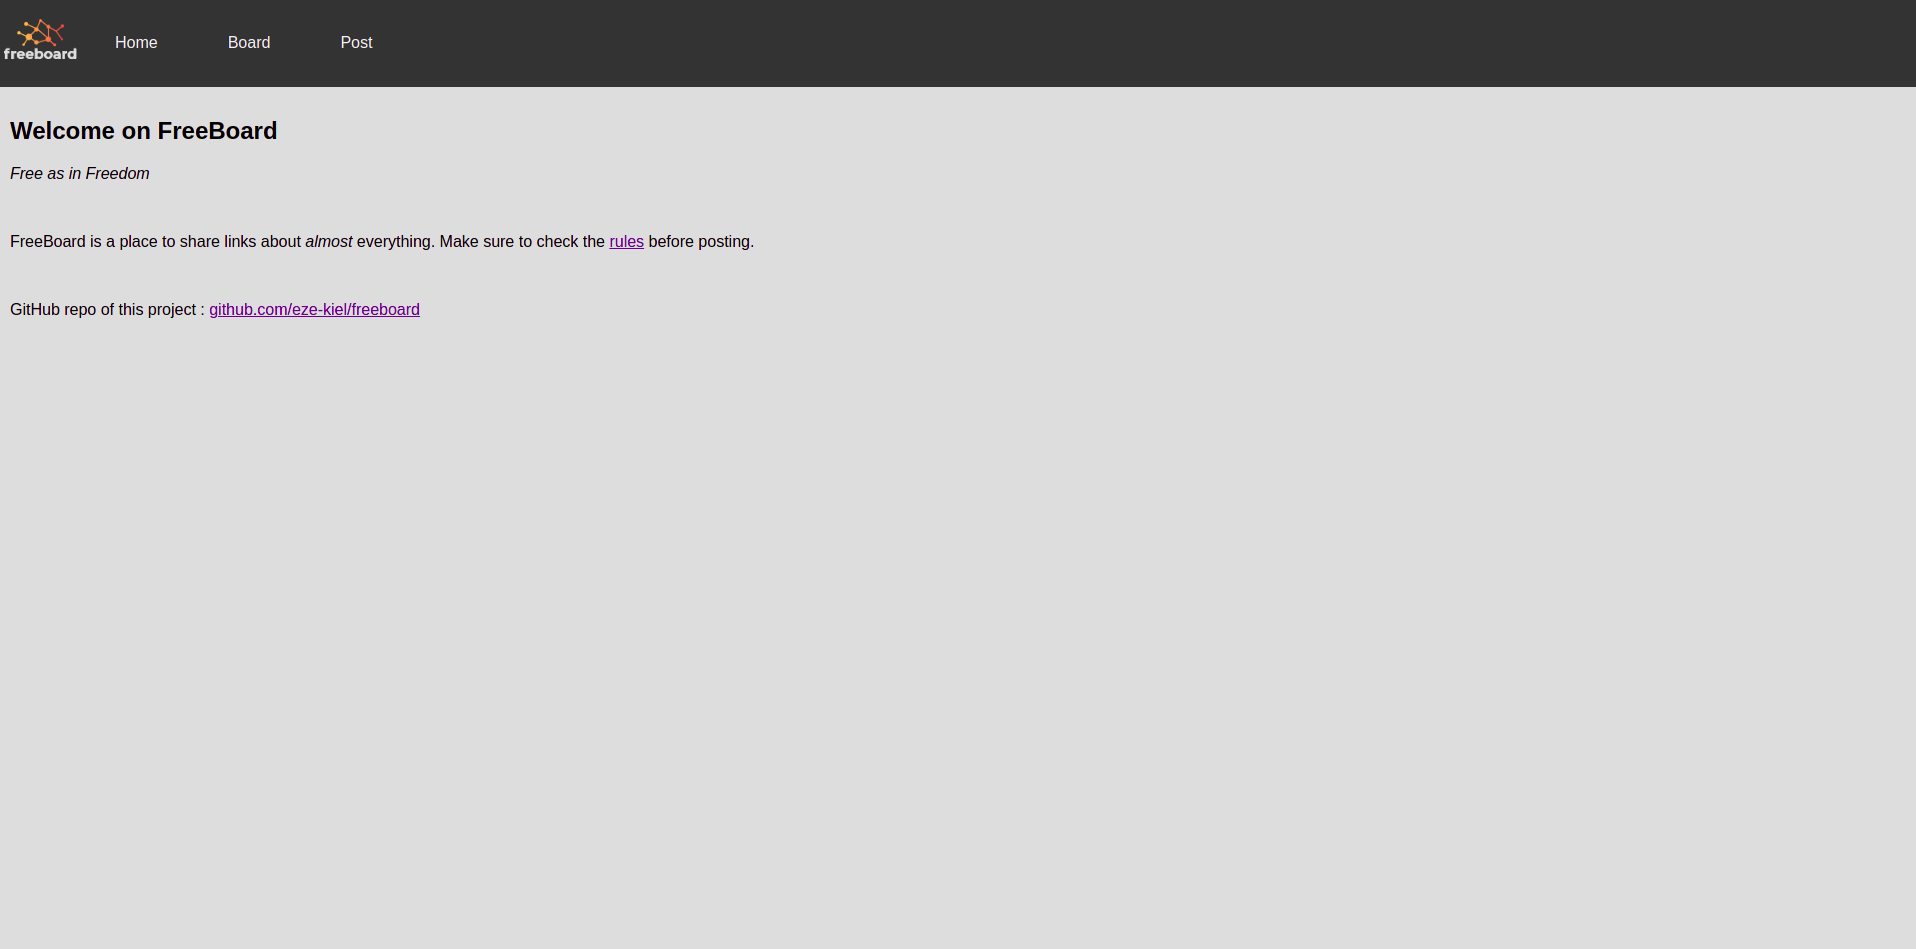 freeboard
Home
Board
Post
Welcome on FreeBoard
Free as in Freedom
FreeBoard is a place to share links about almost everything. Make sure to check the rules before posting.
GitHub repo of this project : github.com/eze-kiel/freeboard